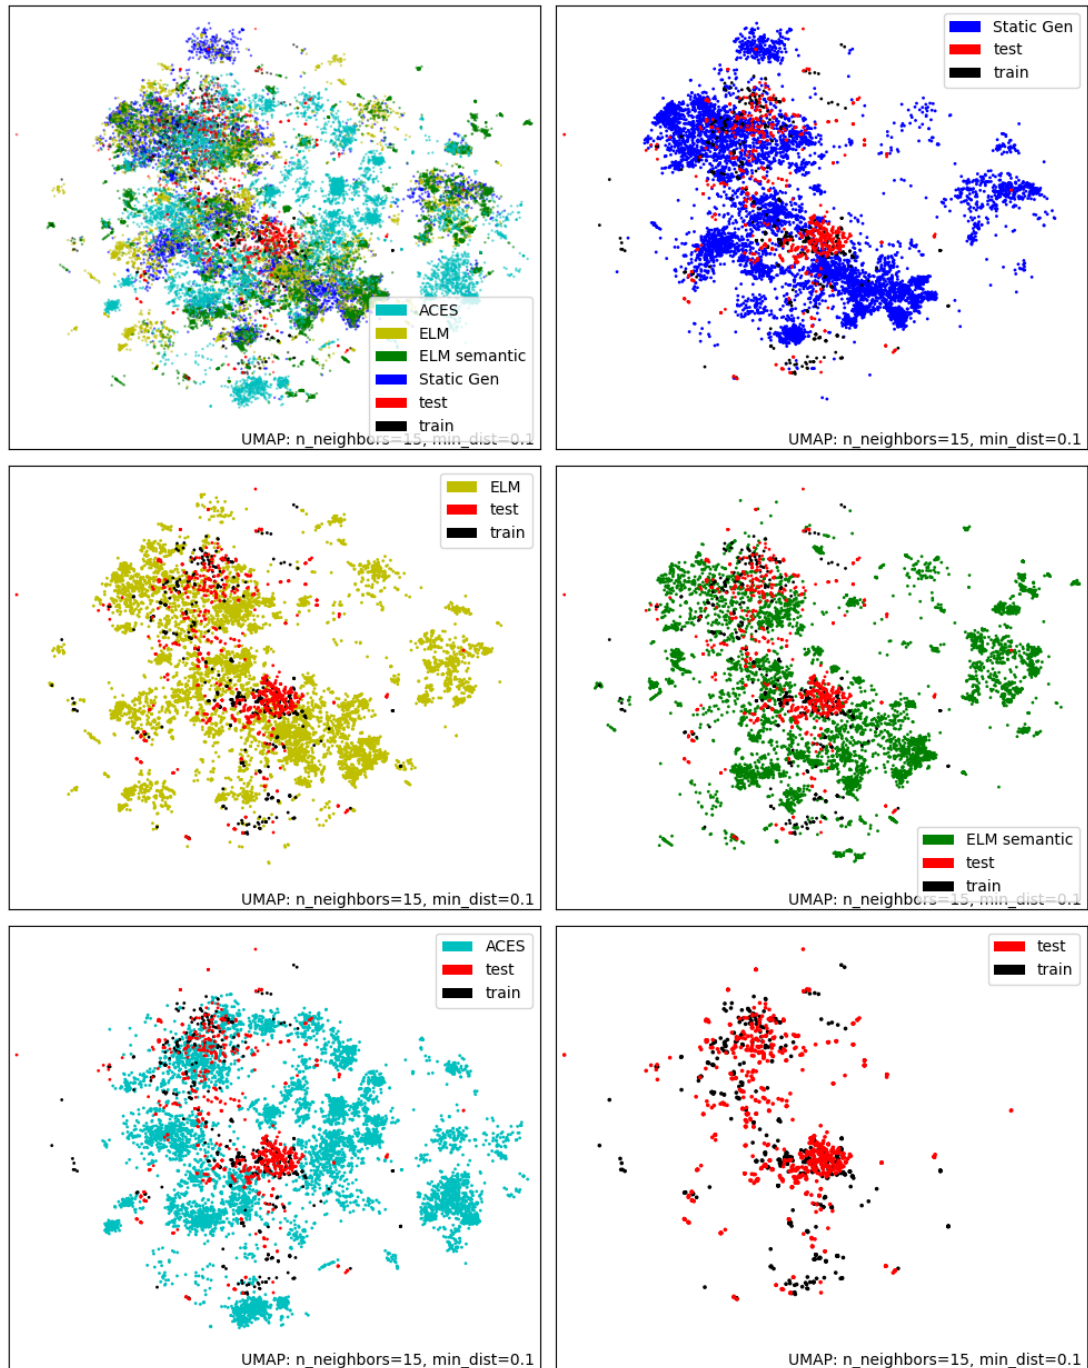 ACES
ELM
ELM semantic
Static Gen
test
train
UMAP: n_neighbors=15, min_dist=0.1
Static Gen
test
train
UMAP: n_neighbors=15, min_dist=0.1
ELM
test
train
UMAP: n_neighbors=15, min_dist=0.1
ELM semantic
test
train
UMAP: n_neighbors=15, min_dist=0.1
ACES
test
train
UMAP: n_neighbors=15, min_dist=0.1
test
train
UMAP: n_neighbors=15, min_dist=0.1